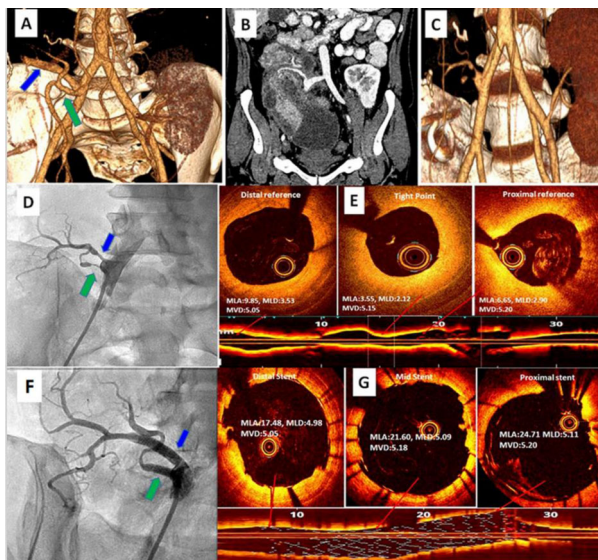 A
B
C
D
Distal reference
MLA:9.85, MLD:3.53
MVD:5.05
Tight Point
E
MLA:3.55, MLD:2.12
MVD:5.15
Proximal reference
MLA:6.65, MLD:2.90
MVD:5.20
10
20
30
F
Distal Stent
MLA:17.48, MLD:4.98
MVD:5.05
Mid Stent
G
MLA:21.60, MLD:5.09
MVD:5.18
Proximal stent
MLA:24.71 MLD:5.11
MVD:5.20
10
20
30